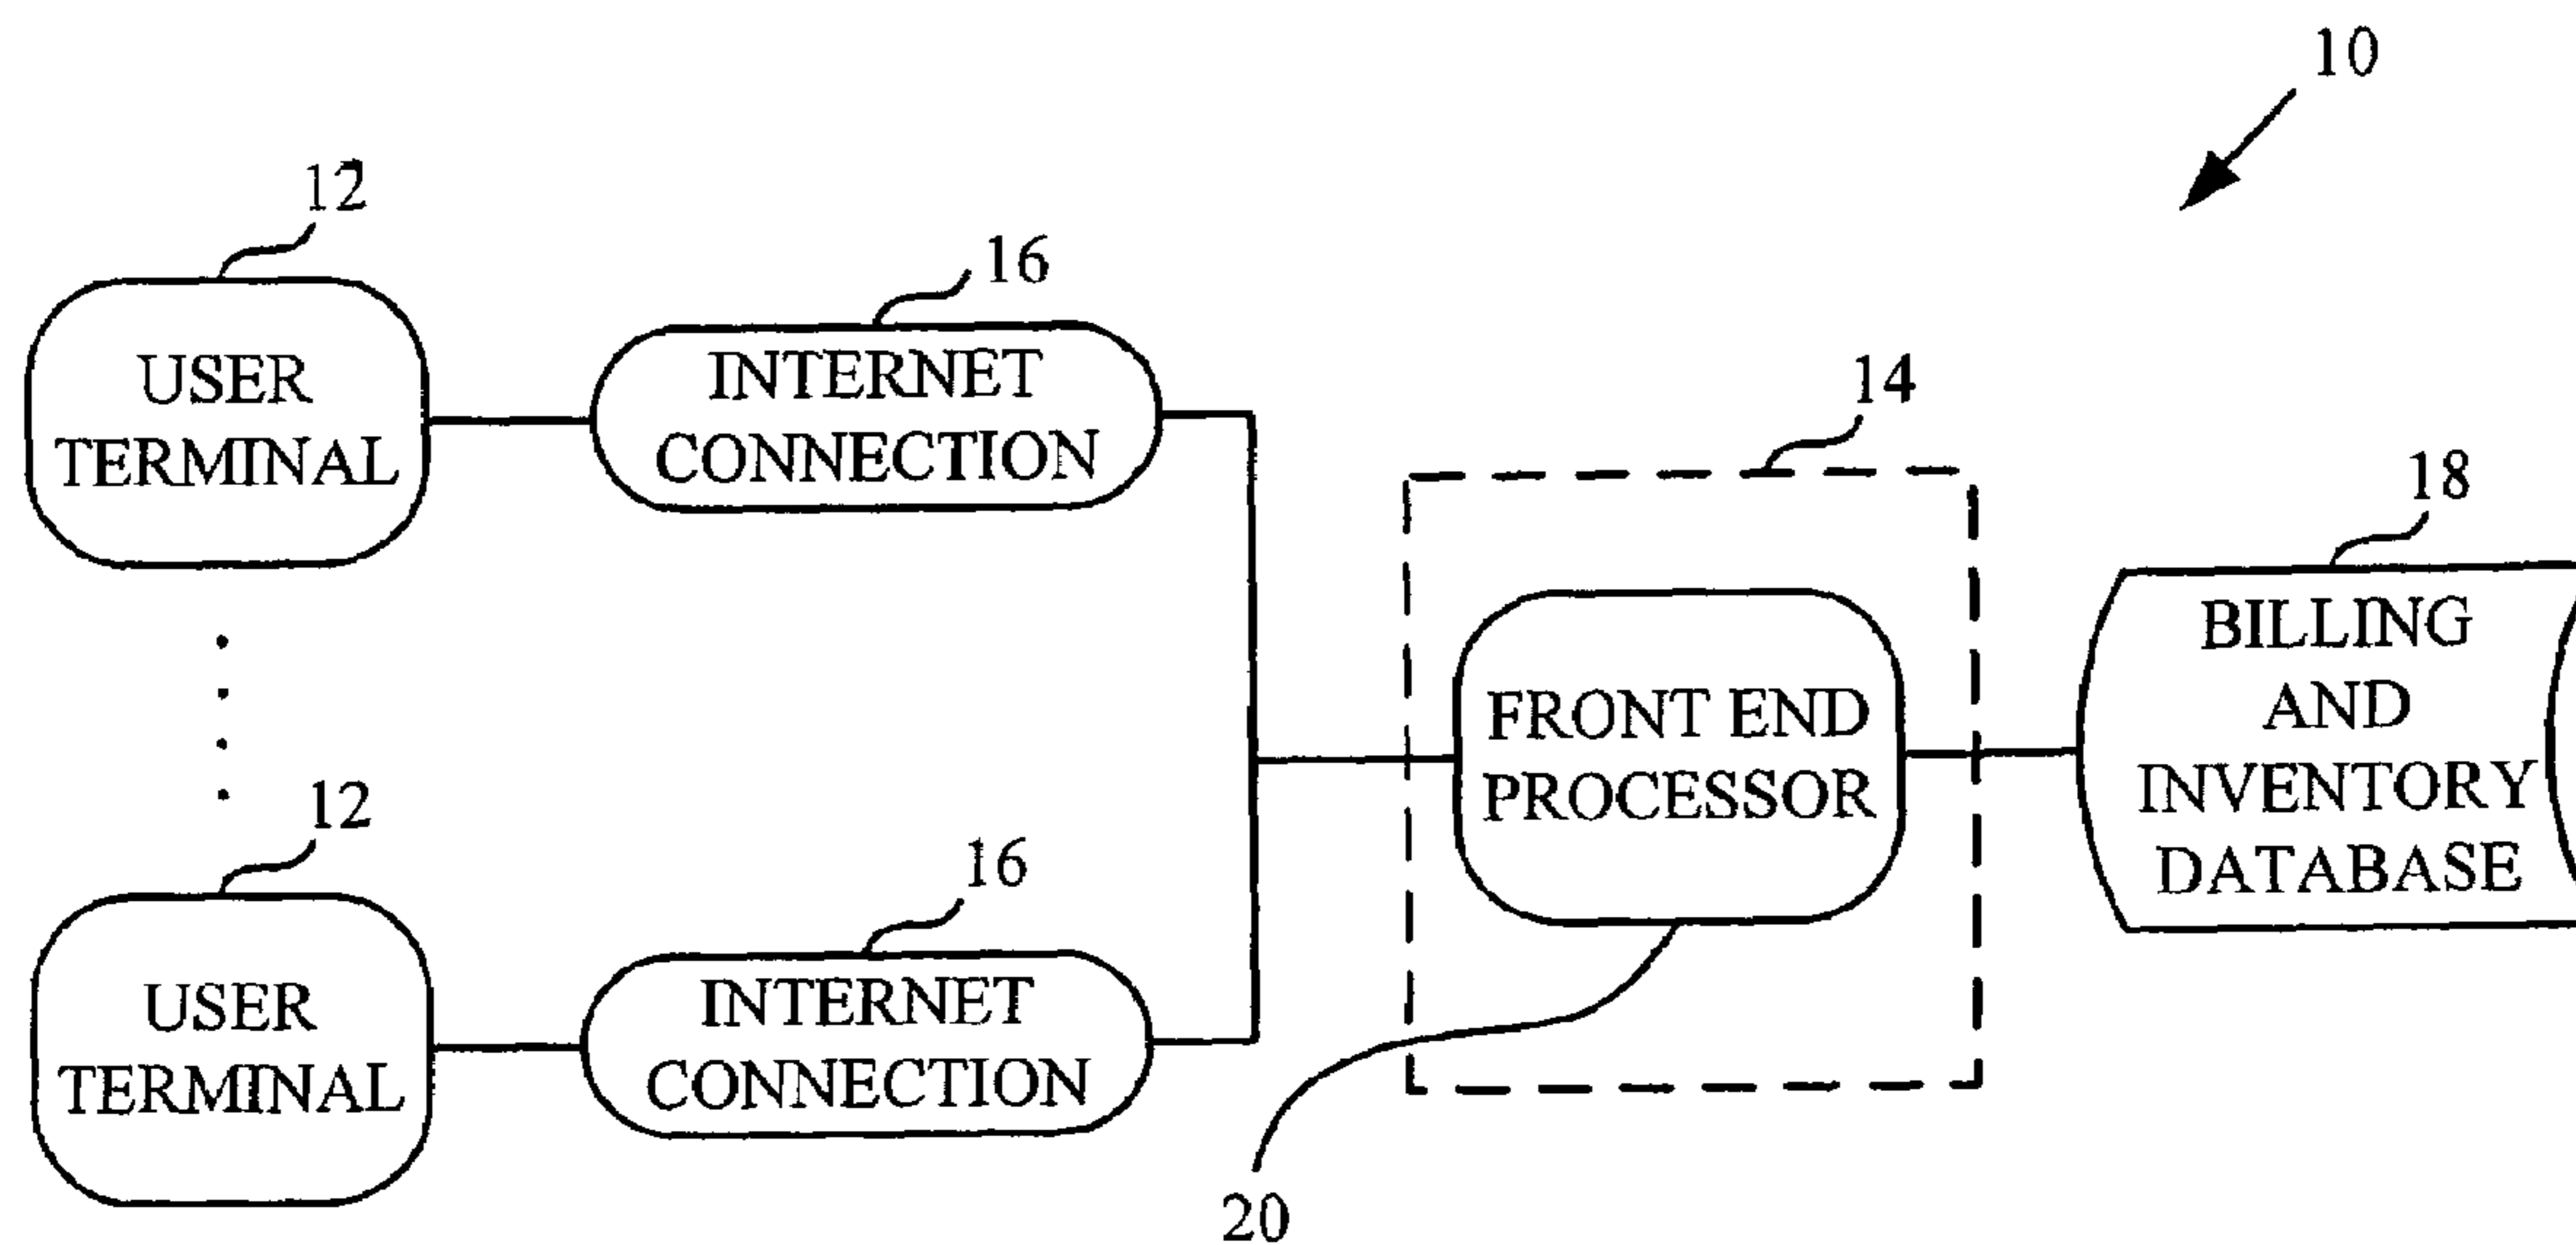 10
12
16
USER
TERMINAL
INTERNET
CONNECTION
14
18
FRONT END
PROCESSOR
BILLING
AND
INVENTORY
DATABASE
12
16
USER
TERMINAL
INTERNET
CONNECTION
20